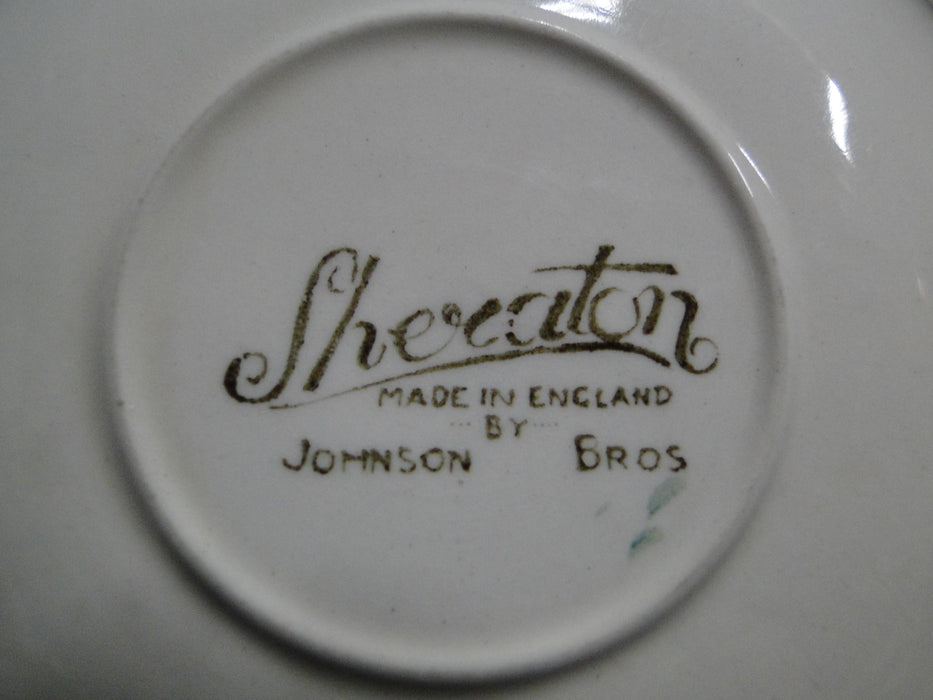 Sheraton
MADE IN ENGLAND
BY
JOHNSON BROS